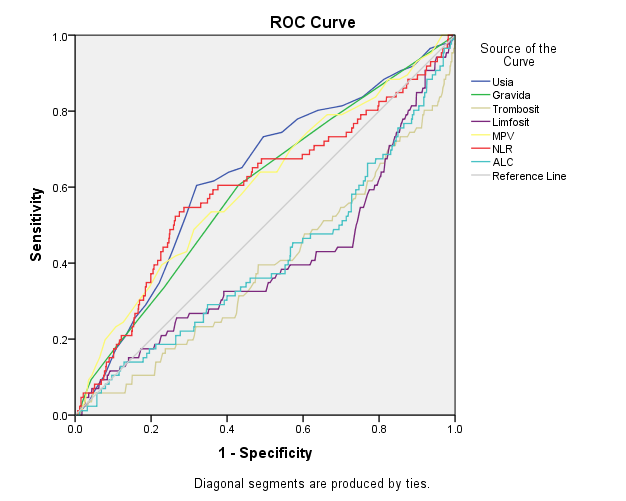 ROC Curve
Source of the
Curve
Usia
Gravida
Trombosit
Limfosit
MPV
NLR
ALC
Reference Line
Sensitivity
1.0
0.8
0.6
0.4
0.2
0.0
0.0 0.2 0.4 0.6 0.8 1.0
1 - Specificity
Diagonal segments are produced by ties.